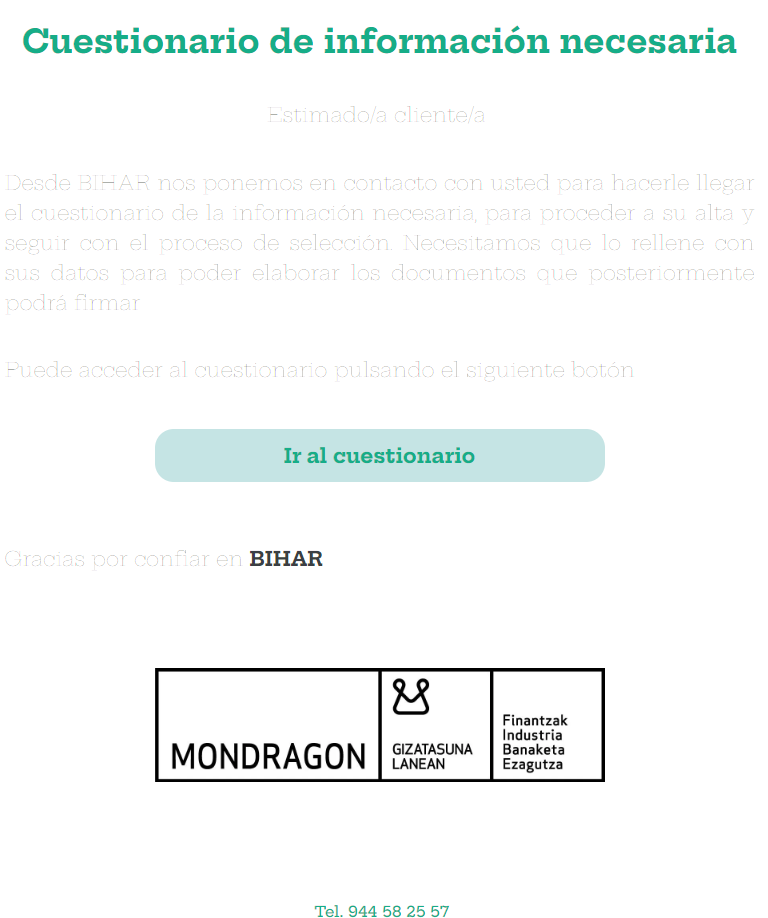 Cuestionario de información necesaria
Estimado/a cliente/a
Desde BIHAR nos ponemos en contacto con usted para hacerle llegar
el cuestionario de la información necesaria, para proceder a su alta y
seguir con el proceso de selección. Necesitamos que lo rellene con
sus datos para poder elaborar los documentos que posteriormente
podrá firmar
Puede acceder al cuestionario pulsando el siguiente botón
Ir al cuestionario
Gracias por confiar en BIHAR
MONDRAGON
GIZATASUNA
LANEAN
Finantzak
Industria
Banaketa
Ezagutza
Tel. 944 58 25 57